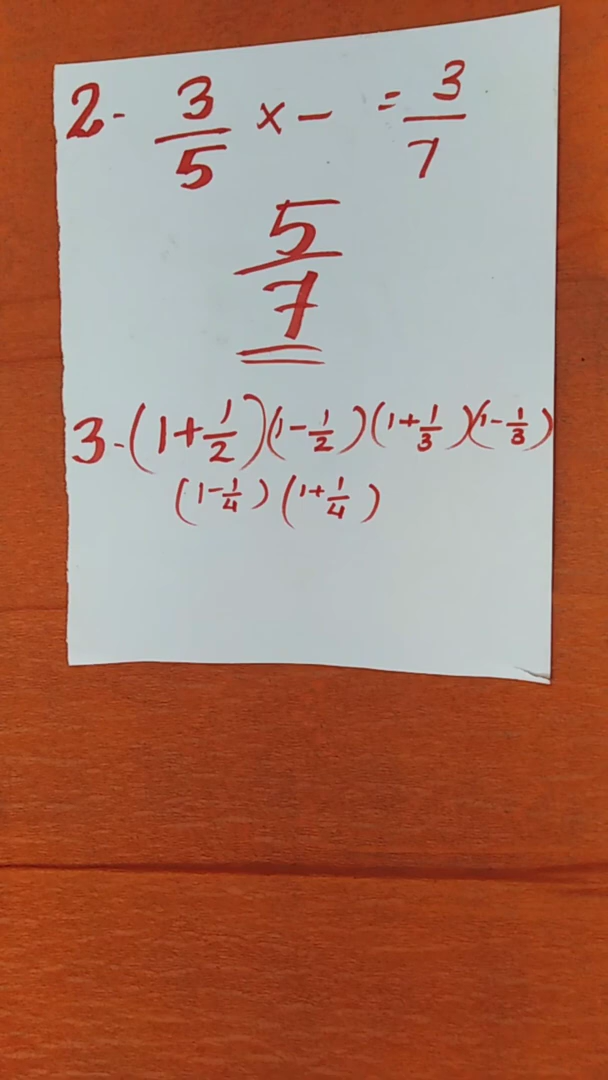 2- 3/5 × - = 3/7
5/7
3-(1+1/2)(1-1/2)(1+1/3)(1-1/3)
(1-1/4)(1+1/4)